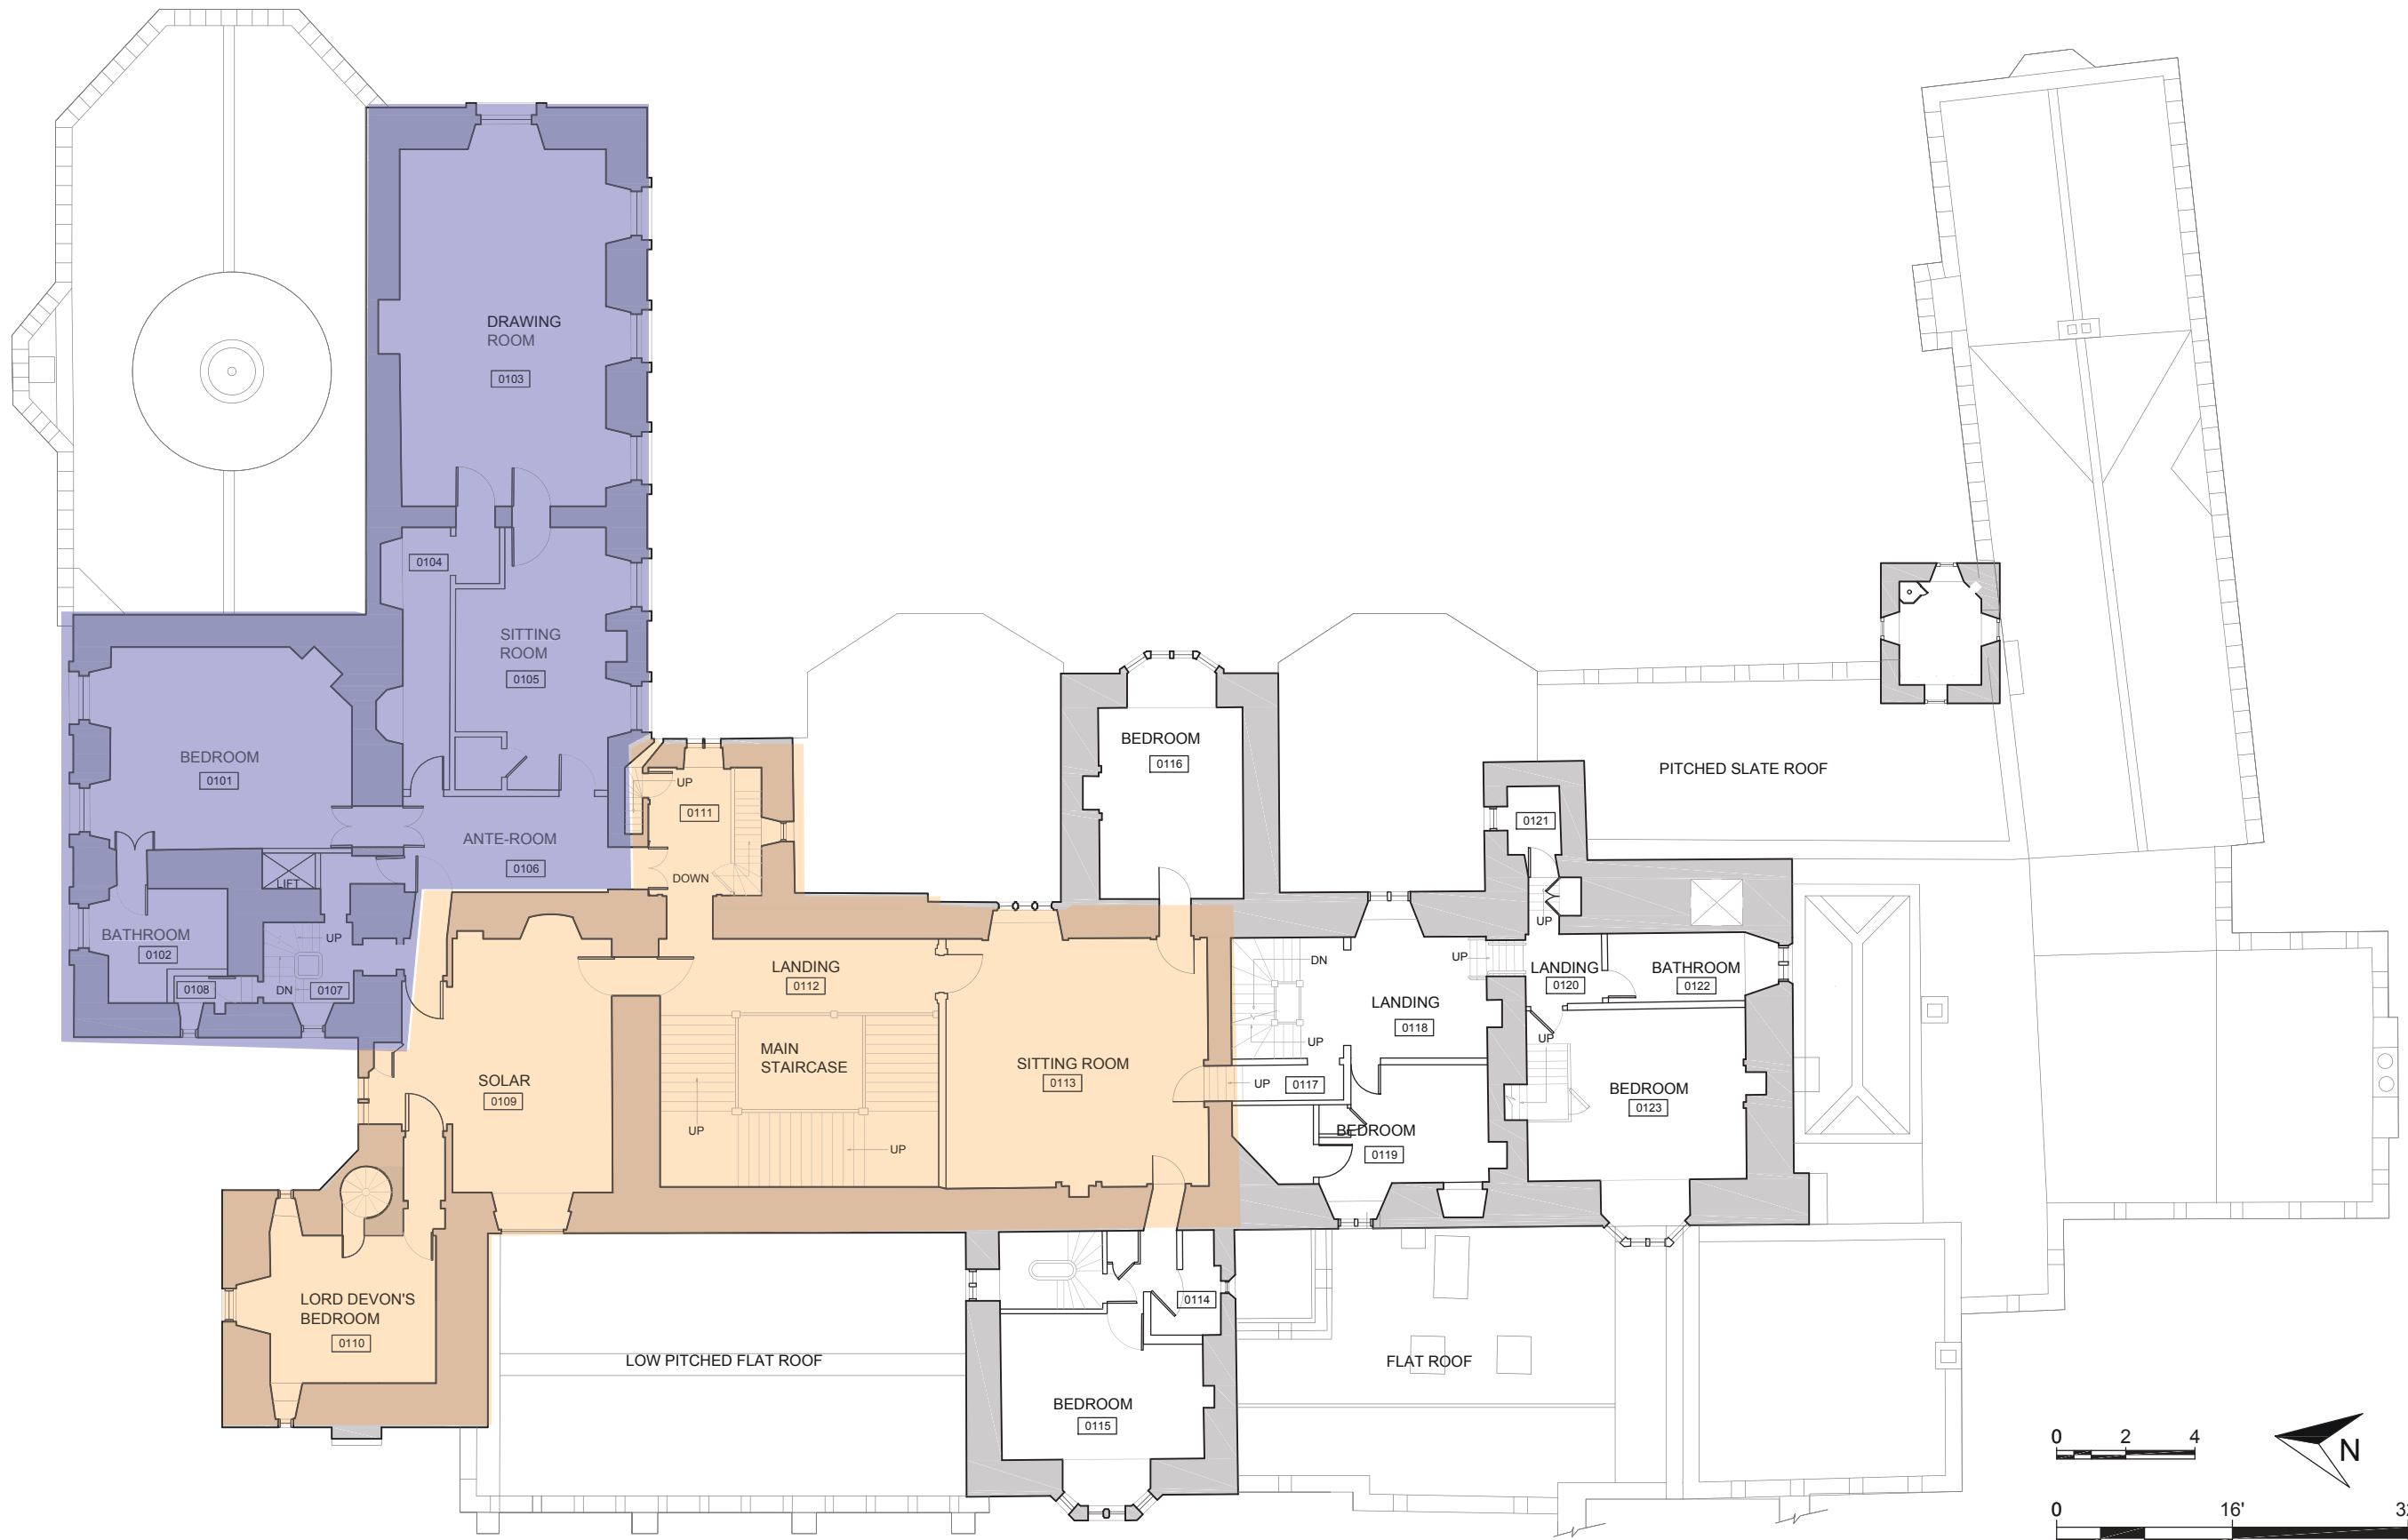 DRAWING
ROOM
0103
0104
SITTING
ROOM
0105
BEDROOM
0101
ANTE-ROOM
0106
LIFT
BATHROOM
0102
UP
0108
DN
0107
UP
0111
DOWN
LANDING
0112
MAIN
STAIRCASE
UP
UP
SOLAR
0109
LORD DEVON'S
BEDROOM
0110
SITTING ROOM
0113
BEDROOM
0116
PITCHED SLATE ROOF
0121
UP
DN
UP
LANDING
0118
UP
LANDING
0120
BATHROOM
0122
UP
0117
BEDROOM
0119
UP
BEDROOM
0123
0114
BEDROOM
0115
LOW PITCHED FLAT ROOF
FLAT ROOF
0 2 4
N
0 16'